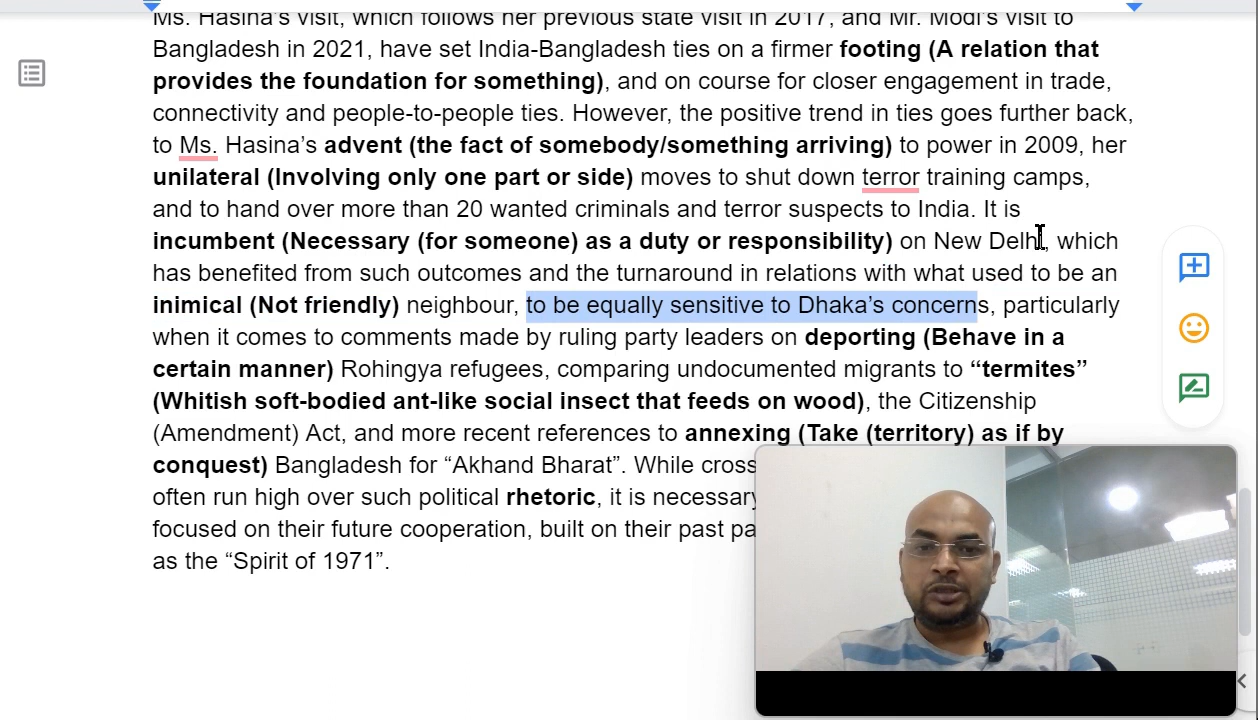 Ms. Hasina’s visit, which follows her previous state visit in 2017, and Mr. Modi’s visit to
Bangladesh in 2021, have set India-Bangladesh ties on a firmer footing (A relation that
provides the foundation for something), and on course for closer engagement in trade,
connectivity and people-to-people ties. However, the positive trend in ties goes further back,
to Ms. Hasina’s advent (the fact of somebody/something arriving) to power in 2009, her
unilateral (Involving only one part or side) moves to shut down terror training camps,
and to hand over more than 20 wanted criminals and terror suspects to India. It is
incumbent (Necessary (for someone) as a duty or responsibility) on New Delhi, which
has benefited from such outcomes and the turnaround in relations with what used to be an
inimical (Not friendly) neighbour, to be equally sensitive to Dhaka’s concerns, particularly
when it comes to comments made by ruling party leaders on deporting (Behave in a
certain manner) Rohingya refugees, comparing undocumented migrants to “termites”
(Whitish soft-bodied ant-like social insect that feeds on wood), the Citizenship
(Amendment) Act, and more recent references to annexing (Take (territory) as if by
conquest) Bangladesh for “Akhand Bharat”. While cross
often run high over such political rhetoric, it is necessary
focused on their future cooperation, built on their past pa
as the “Spirit of 1971”.